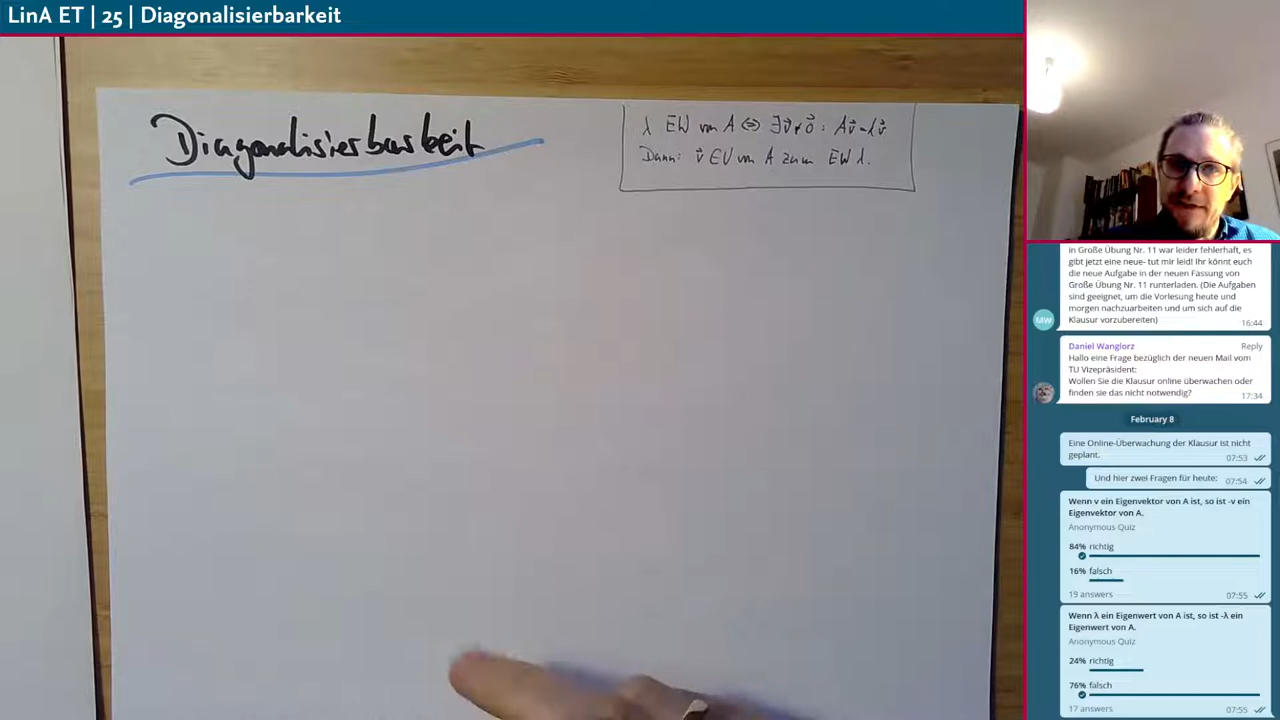 LinA ET | 25 | Diagonalisierbarkeit
Diagonalisierbarkeit
λ EW von A ⇔ ∃v⃗≠o⃗: Av⃗=λv⃗
Dann: v⃗ EV von A zum EW λ.
in Große Übung Nr. 11 war leider fehlerhaft, es
gibt jetzt eine neue- tut mir leid! Ihr könnt euch
die neue Aufgabe in der neuen Fassung von
Große Übung Nr. 11 runterladen. (Die Aufgaben
sind geeignet, um die Vorlesung heute und
morgen nachzuarbeiten und um sich auf die
Klausur vorzubereiten)
16:44
MW
Daniel Wanglorz Reply
Hallo eine Frage bezüglich der neuen Mail vom
TU Vizepräsident:
Wollen Sie die Klausur online überwachen oder
finden sie das nicht notwendig?
17:34
February 8
Eine Online-Überwachung der Klausur ist nicht
geplant.
07:53
Und hier zwei Fragen für heute: 07:54
Wenn v ein Eigenvektor von A ist, so ist -v ein
Eigenvektor von A.
Anonymous Quiz
84% richtig
16% falsch
19 answers 07:55
Wenn λ ein Eigenwert von A ist, so ist -λ ein
Eigenwert von A.
Anonymous Quiz
24% richtig
76% falsch
17 answers 07:55